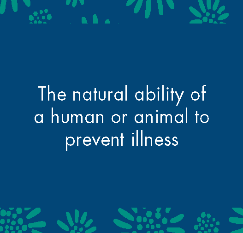 The natural ability of
a human or animal to
prevent illness